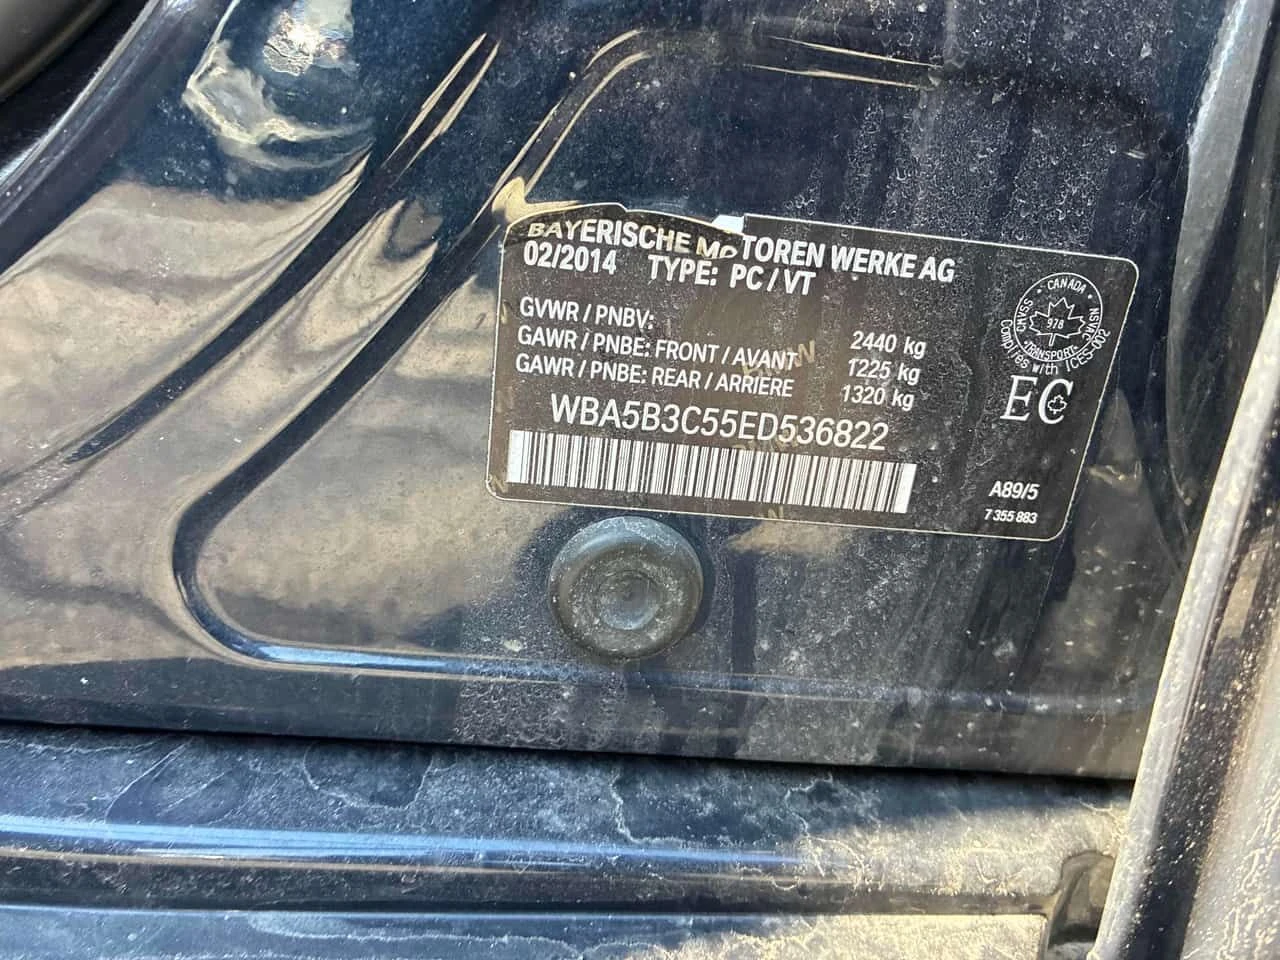 BAYERISCHE MOTOREN WERKE AG
02/2014 TYPE: PC/VT
GVWR / PNBV: 2440 kg
GAWR / PNBE: FRONT / AVANT 1225 kg
GAWR / PNBE: REAR / ARRIERE 1320 kg
WBA5B3C55ED536822
CANADA
CMVSS NSVAC
978
TRANSPORT
Complies with ICES-002
EC
A89/5
7 355 883